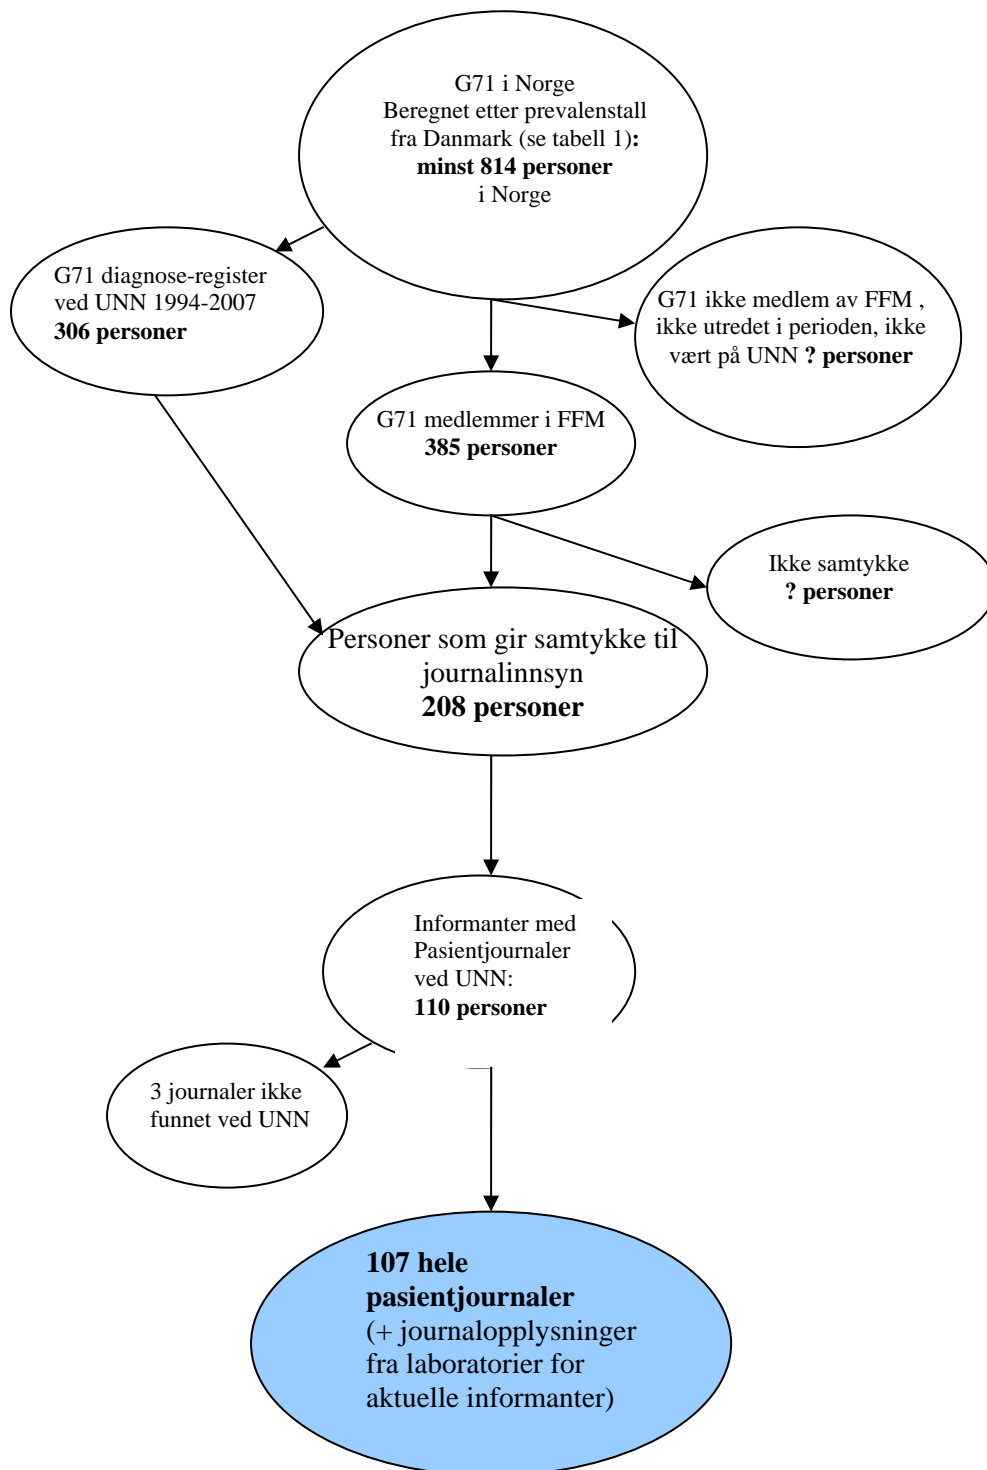 G71 i Norge
Beregnet etter prevalenstall
fra Danmark (se tabell 1):
minst 814 personer
i Norge
G71 diagnose-register
ved UNN 1994-2007
306 personer
G71 ikke medlem av FFM ,
ikke utredet i perioden, ikke
vært på UNN ? personer
G71 medlemmer i FFM
385 personer
Ikke samtykke
? personer
Personer som gir samtykke til
journalinnsyn
208 personer
Informanter med
Pasientjournaler
ved UNN:
110 personer
3 journaler ikke
funnet ved UNN
107 hele
pasientjournaler
(+ journalopplysninger
fra laboratorier for
aktuelle informanter)